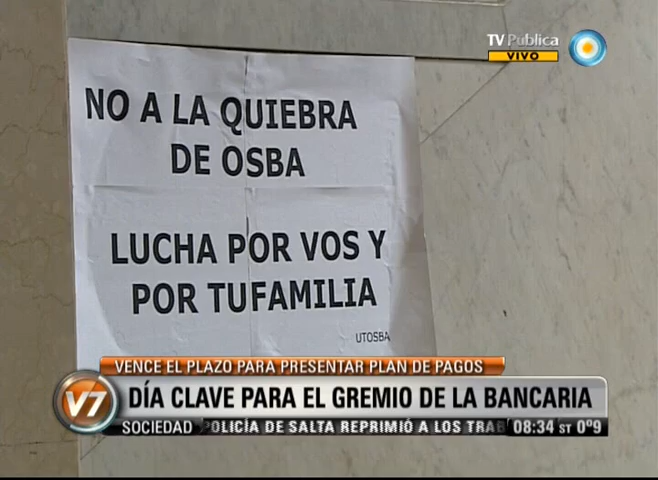 TV Pública
VIVO
NO A LA QUIEBRA
DE OSBA
LUCHA POR VOS Y
POR TUFAMILIA
UTOSBA
VENCE EL PLAZO PARA PRESENTAR PLAN DE PAGOS
V7
DÍA CLAVE PARA EL GREMIO DE LA BANCARIA
SOCIEDAD
POLICÍA DE SALTA REPRIMIÓ A LOS TRAB
08:34 ST 0º9